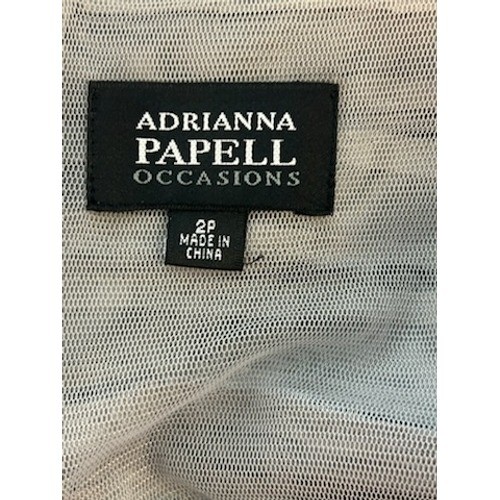 ADRIANNA
PAPELL
OCCASIONS
2P
MADE IN
CHINA